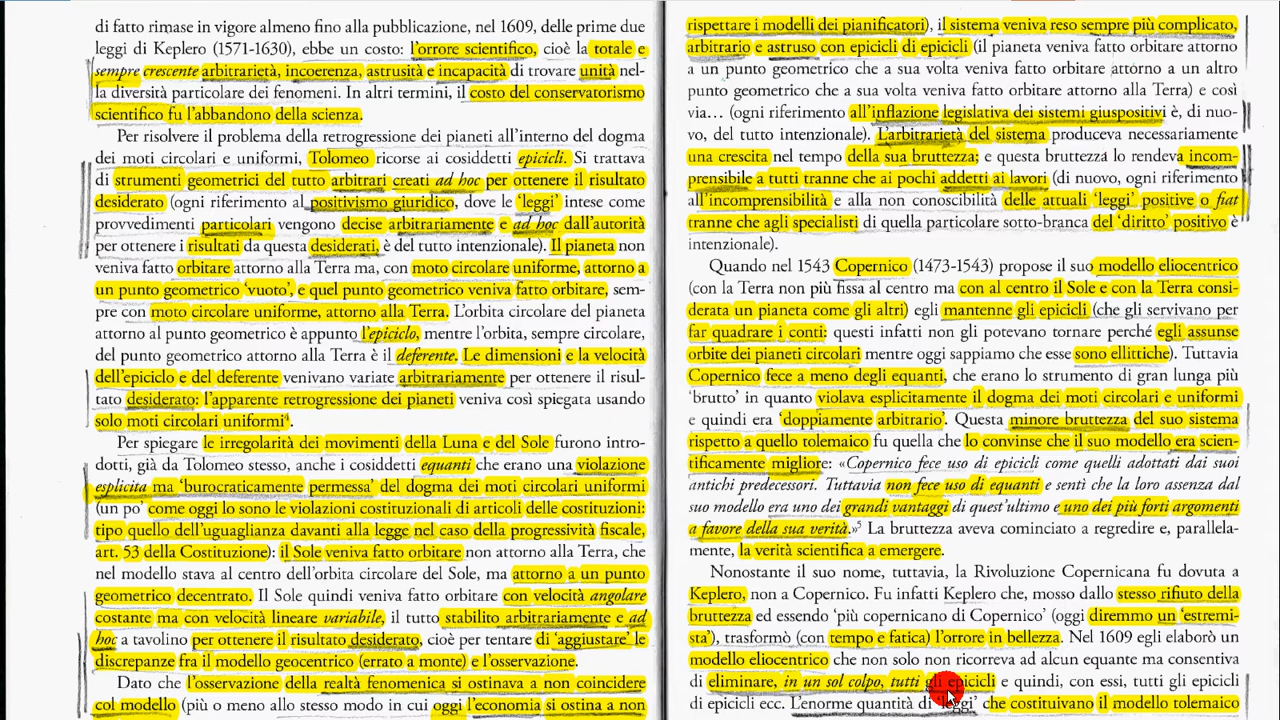 di fatto rimase in vigore almeno fino alla pubblicazione, nel 1609, delle prime due
leggi di Keplero (1571-1630), ebbe un costo: l'orrore scientifico, cioè la totale e
sempre crescente arbitrarietà, incoerenza, astrusità e incapacità di trovare unità nel-
la diversità particolare dei fenomeni. In altri termini, il costo del conservatorismo
scientifico fu l'abbandono della scienza.
Per risolvere il problema della retrogressione dei pianeti all'interno del dogma
dei moti circolari e uniformi, Tolomeo ricorse ai cosiddetti epicicli. Si trattava
di strumenti geometrici del tutto arbitrari creati ad hoc per ottenere il risultato
desiderato (ogni riferimento al positivismo giuridico, dove le 'leggi' intese come
provvedimenti particolari vengono decise arbitrariamente e ad hoc dall'autorità
per ottenere i risultati da questa desiderati, è del tutto intenzionale). Il pianeta non
veniva fatto orbitare attorno alla Terra ma, con moto circolare uniforme, attorno a
un punto geometrico 'vuoto', e quel punto geometrico veniva fatto orbitare, sem-
pre con moto circolare uniforme, attorno alla Terra. L'orbita circolare del pianeta
attorno al punto geometrico è appunto l'epiciclo, mentre l'orbita, sempre circolare,
del punto geometrico attorno alla Terra è il deferente. Le dimensioni e la velocità
dell'epiciclo e del deferente venivano variate arbitrariamente per ottenere il risul-
tato desiderato: l'apparente retrogressione dei pianeti veniva così spiegata usando
solo moti circolari uniformi⁴.
Per spiegare le irregolarità dei movimenti della Luna e del Sole furono intro-
dotti, già da Tolomeo stesso, anche i cosiddetti equanti che erano una violazione
esplicita ma 'burocraticamente permessa' del dogma dei moti circolari uniformi
(un po' come oggi lo sono le violazioni costituzionali di articoli delle costituzioni:
tipo quello dell'uguaglianza davanti alla legge nel caso della progressività fiscale,
art. 53 della Costituzione): il Sole veniva fatto orbitare non attorno alla Terra, che
nel modello stava al centro dell'orbita circolare del Sole, ma attorno a un punto
geometrico decentrato. Il Sole quindi veniva fatto orbitare con velocità angolare
costante ma con velocità lineare variabile, il tutto stabilito arbitrariamente e ad
hoc a tavolino per ottenere il risultato desiderato, cioè per tentare di 'aggiustare' le
discrepanze fra il modello geocentrico (errato a monte) e l'osservazione.
Dato che l'osservazione della realtà fenomenica si ostinava a non coincidere
col modello (più o meno allo stesso modo in cui oggi l'economia si ostina a non
rispettare i modelli dei pianificatori), il sistema veniva reso sempre più complicato,
arbitrario e astruso con epicicli di epicicli (il pianeta veniva fatto orbitare attorno
a un punto geometrico che a sua volta veniva fatto orbitare attorno a un altro
punto geometrico che a sua volta veniva fatto orbitare attorno alla Terra) e così
via… (ogni riferimento all'inflazione legislativa dei sistemi giuspositivi è, di nuo-
vo, del tutto intenzionale). L'arbitrarietà del sistema produceva necessariamente
una crescita nel tempo della sua bruttezza; e questa bruttezza lo rendeva incom-
prensibile a tutti tranne che ai pochi addetti ai lavori (di nuovo, ogni riferimento
all'incomprensibilità e alla non conoscibilità delle attuali 'leggi' positive o fiat
tranne che agli specialisti di quella particolare sotto-branca del 'diritto' positivo è
intenzionale).
Quando nel 1543 Copernico (1473-1543) propose il suo modello eliocentrico
(con la Terra non più fissa al centro ma con al centro il Sole e con la Terra consi-
derata un pianeta come gli altri) egli mantenne gli epicicli (che gli servivano per
far quadrare i conti: questi infatti non gli potevano tornare perché egli assunse
orbite dei pianeti circolari mentre oggi sappiamo che esse sono ellittiche). Tuttavia
Copernico fece a meno degli equanti, che erano lo strumento di gran lunga più
'brutto' in quanto violava esplicitamente il dogma dei moti circolari e uniformi
e quindi era 'doppiamente arbitrario'. Questa minore bruttezza del suo sistema
rispetto a quello tolemaico fu quella che lo convinse che il suo modello era scien-
tificamente migliore: «Copernico fece uso di epicicli come quelli adottati dai suoi
antichi predecessori. Tuttavia non fece uso di equanti e sentì che la loro assenza dal
suo modello era uno dei grandi vantaggi di quest'ultimo e uno dei più forti argomenti
a favore della sua verità.»⁵ La bruttezza aveva cominciato a regredire e, parallela-
mente, la verità scientifica a emergere.
Nonostante il suo nome, tuttavia, la Rivoluzione Copernicana fu dovuta a
Keplero, non a Copernico. Fu infatti Keplero che, mosso dallo stesso rifiuto della
bruttezza ed essendo 'più copernicano di Copernico' (oggi diremmo un 'estremi-
sta'), trasformò (con tempo e fatica) l'orrore in bellezza. Nel 1609 egli elaborò un
modello eliocentrico che non solo non ricorreva ad alcun equante ma consentiva
di eliminare, in un sol colpo, tutti gli epicicli e quindi, con essi, tutti gli epicicli
di epicicli ecc. L'enorme quantità di 'leggi' che costituivano il modello tolemaico